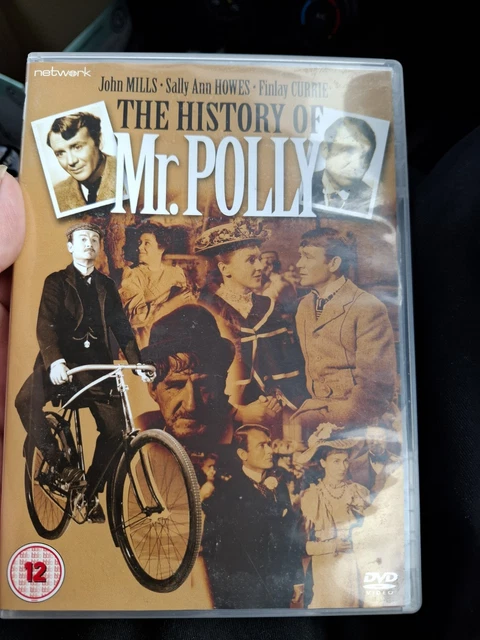 network
John MILLS • Sally Ann HOWES • Finlay CURRIE
THE HISTORY OF
Mr. POLLY
12
DVD
VIDEO